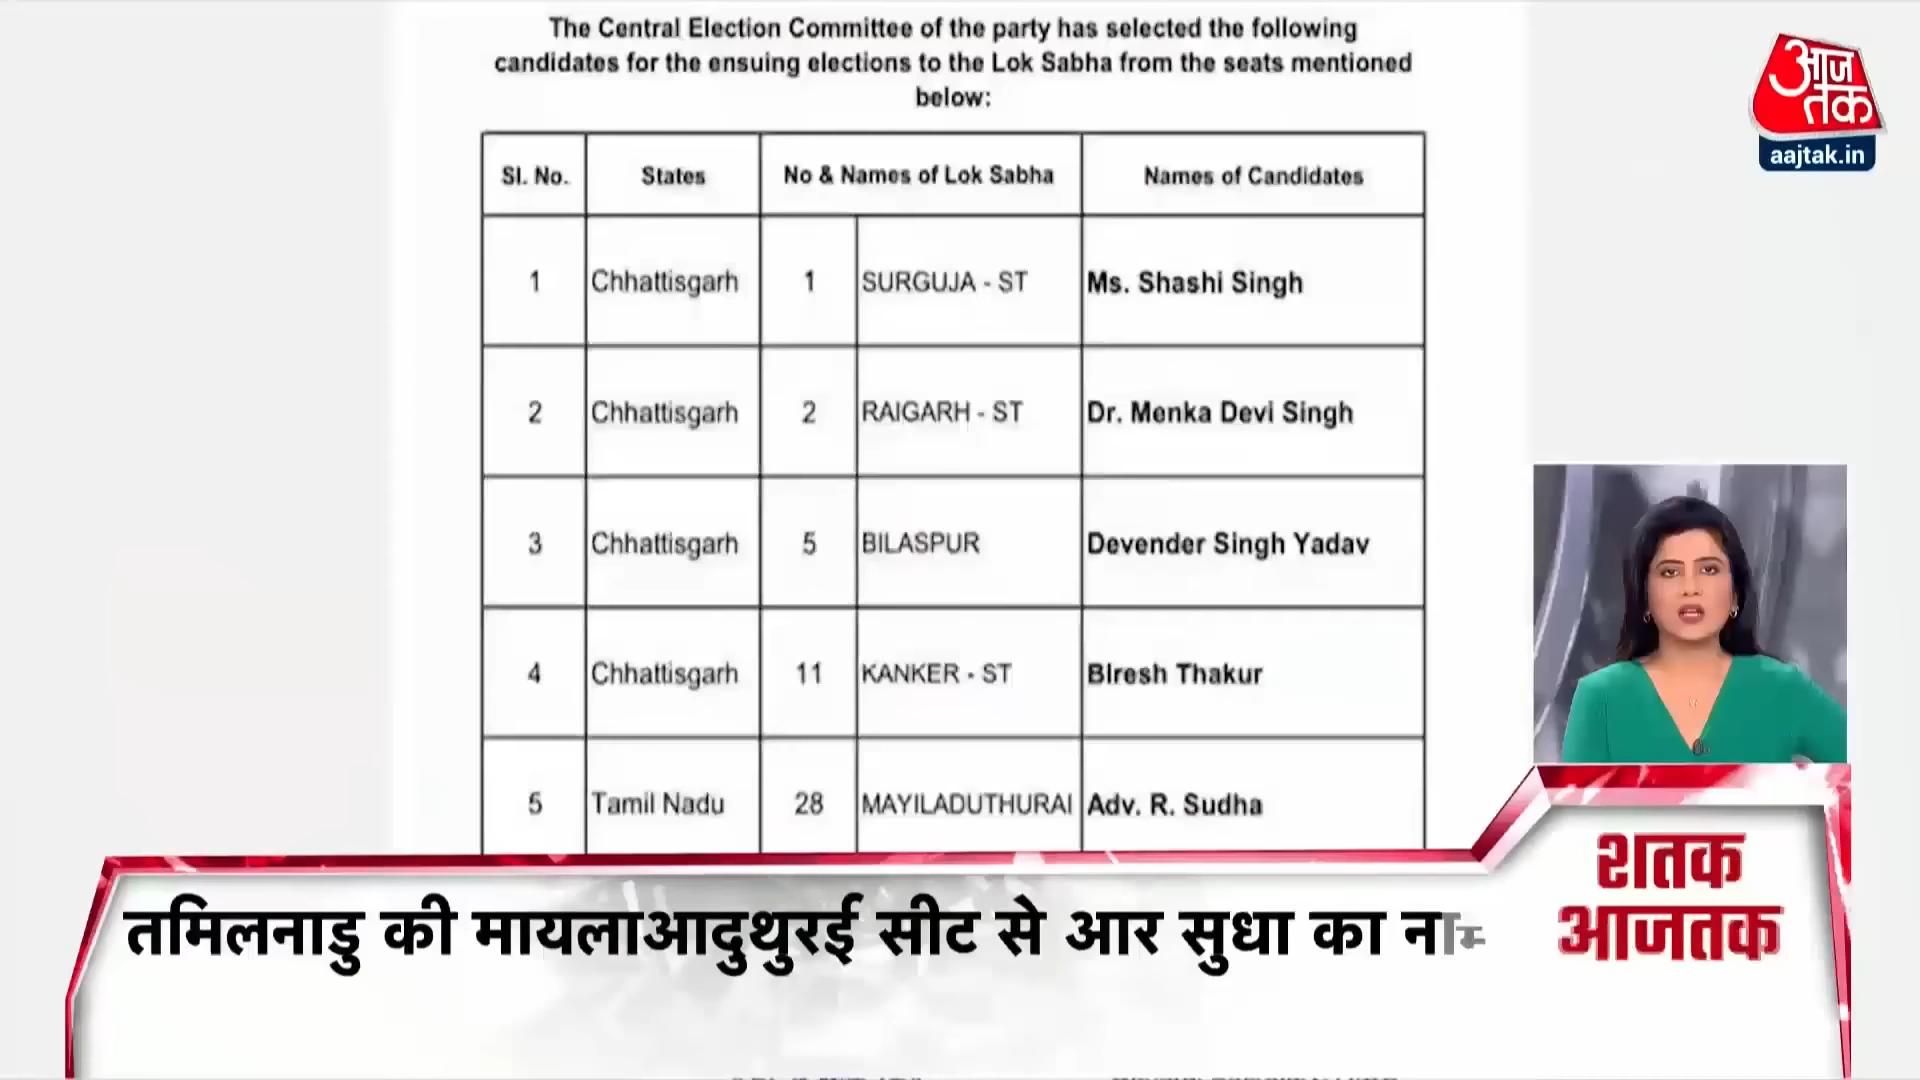 The Central Election Committee of the party has selected the following
candidates for the ensuing elections to the Lok Sabha from the seats mentioned
below:
Sl. No. States No & Names of Lok Sabha Names of Candidates
1 Chhattisgarh 1 SURGUJA - ST Ms. Shashi Singh
2 Chhattisgarh 2 RAIGARH - ST Dr. Menka Devi Singh
3 Chhattisgarh 5 BILASPUR Devender Singh Yadav
4 Chhattisgarh 11 KANKER - ST BIresh Thakur
5 Tamil Nadu 28 MAYILADUTHURAI Adv. R. Sudha
आज
तक
aajtak.in
तमिलनाडु की मायलाआदुथुरई सीट से आर सुधा का
शतक
आजतक